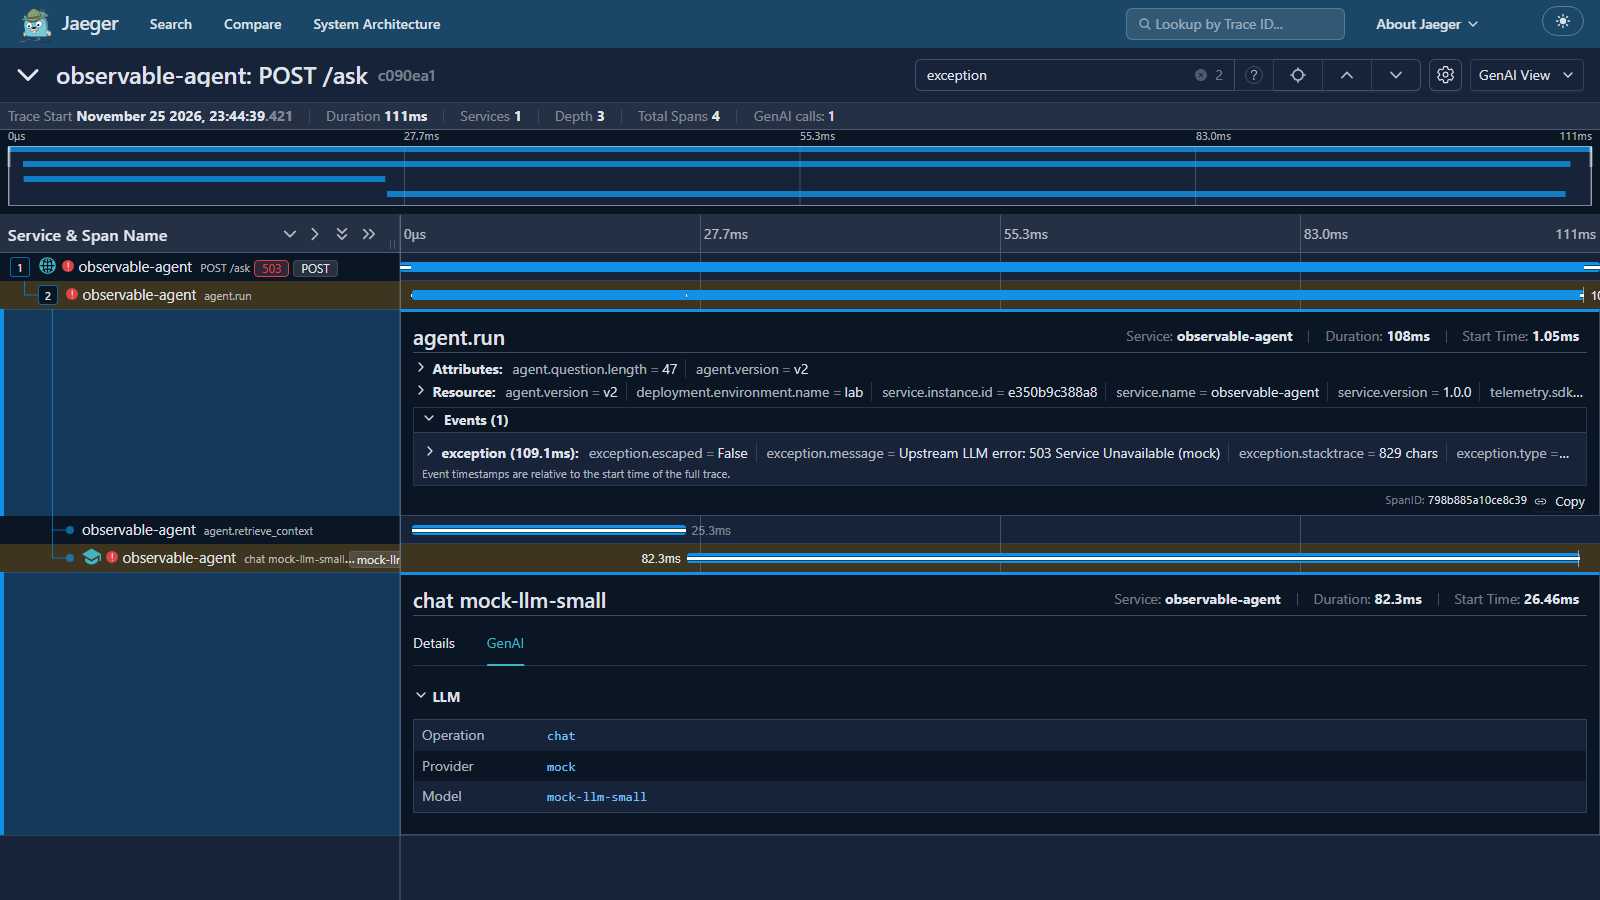 Jaeger Search Compare System Architecture Lookup by Trace ID... About Jaeger
observable-agent: POST /ask c090ea1 exception 2 ? GenAI View
Trace Start November 25 2026, 23:44:39.421 Duration 111ms Services 1 Depth 3 Total Spans 4 GenAI calls: 1
0μs 27.7ms 55.3ms 83.0ms 111ms
Service & Span Name 0μs 27.7ms 55.3ms 83.0ms 111ms
1 observable-agent POST /ask 503 POST
2 observable-agent agent.run 10
agent.run Service: observable-agent Duration: 108ms Start Time: 1.05ms
Attributes: agent.question.length = 47 agent.version = v2
Resource: agent.version = v2 deployment.environment.name = lab service.instance.id = e350b9c388a8 service.name = observable-agent service.version = 1.0.0 telemetry.sdk...
Events (1)
exception (109.1ms): exception.escaped = False exception.message = Upstream LLM error: 503 Service Unavailable (mock) exception.stacktrace = 829 chars exception.type =...
Event timestamps are relative to the start time of the full trace.
SpanID: 798b885a10ce8c39 Copy
observable-agent agent.retrieve_context 25.3ms
observable-agent chat mock-llm-small... mock-llm 82.3ms
chat mock-llm-small Service: observable-agent Duration: 82.3ms Start Time: 26.46ms
Details GenAI
LLM
Operation chat
Provider mock
Model mock-llm-small